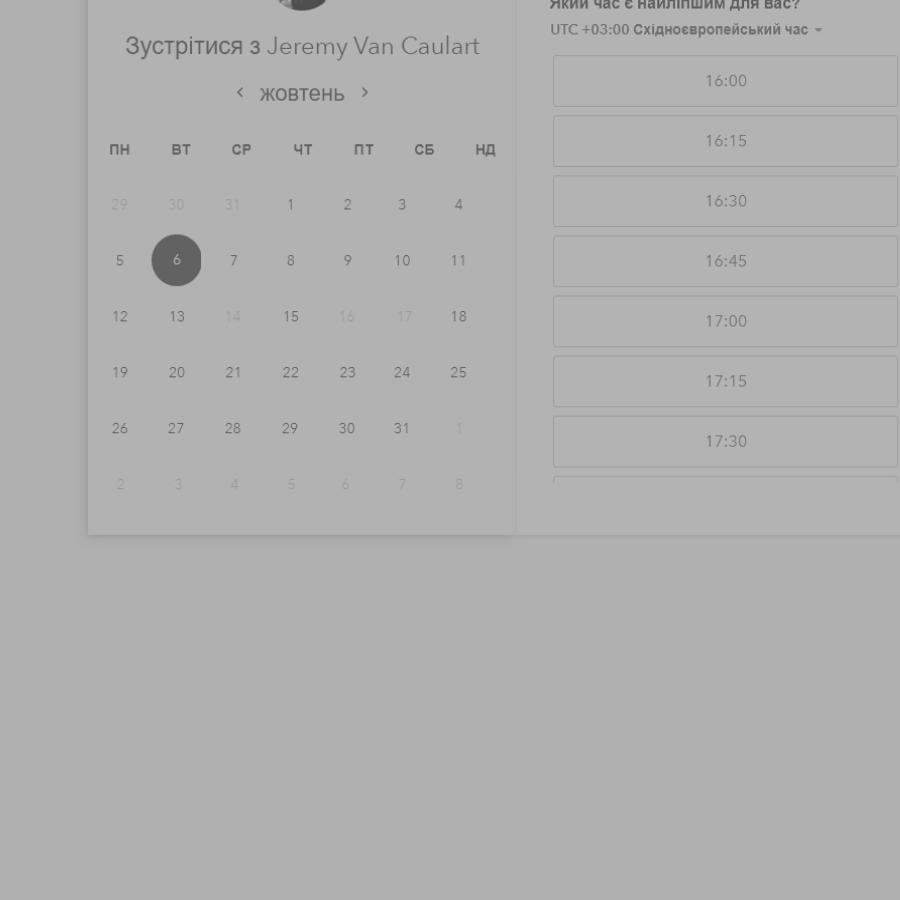 Зустрітися з Jeremy Van Caulart
жовтень
ПН ВТ СР ЧТ ПТ СБ НД
29 30 31 1 2 3 4
5 6 7 8 9 10 11
12 13 14 15 16 17 18
19 20 21 22 23 24 25
26 27 28 29 30 31 1
2 3 4 5 6 7 8
Який час є найліпшим для вас?
UTC +03:00 Східноєвропейський час
16:00
16:15
16:30
16:45
17:00
17:15
17:30